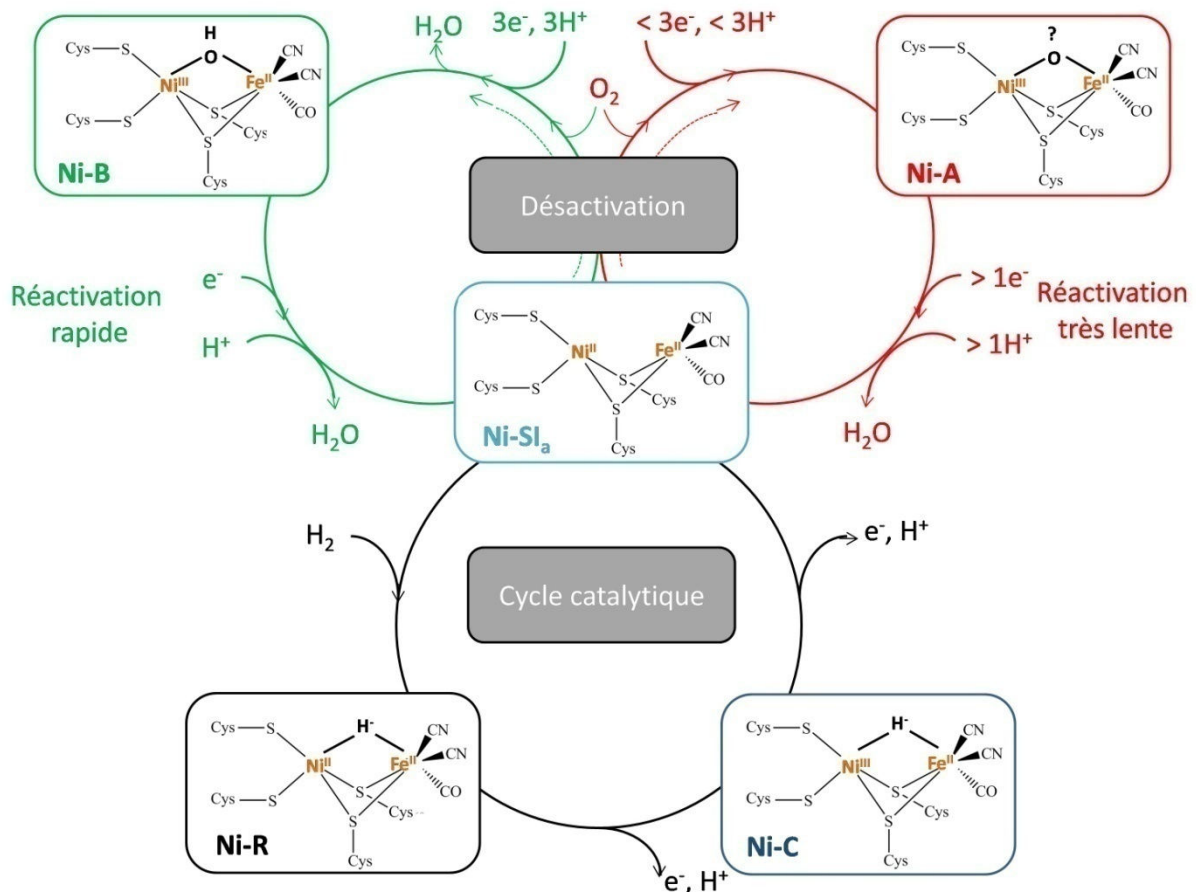 H₂O
3e⁻, 3H⁺
< 3e⁻, < 3H⁺
O₂
H
O
Cys—S
Niᴵᴵᴵ
Feᴵᴵ
CN
CN
CO
Cys—S
S
Cys
S
Cys
Ni-B
?
O
Cys—S
Niᴵᴵᴵ
Feᴵᴵ
CN
CN
CO
Cys—S
S
Cys
S
Cys
Ni-A
Désactivation
e⁻
Réactivation
rapide
H⁺
H₂O
Cys—S
Niᴵᴵ
Feᴵᴵ
CN
CN
CO
Cys—S
S
Cys
S
Cys
Ni-SIₐ
> 1e⁻
Réactivation
très lente
> 1H⁺
H₂O
H₂
e⁻, H⁺
Cycle catalytique
H⁻
Cys—S
Niᴵᴵ
Feᴵᴵ
CN
CN
CO
Cys—S
S
Cys
S
Cys
Ni-R
H⁻
Cys—S
Niᴵᴵᴵ
Feᴵᴵ
CN
CN
CO
Cys—S
S
Cys
S
Cys
Ni-C
e⁻, H⁺